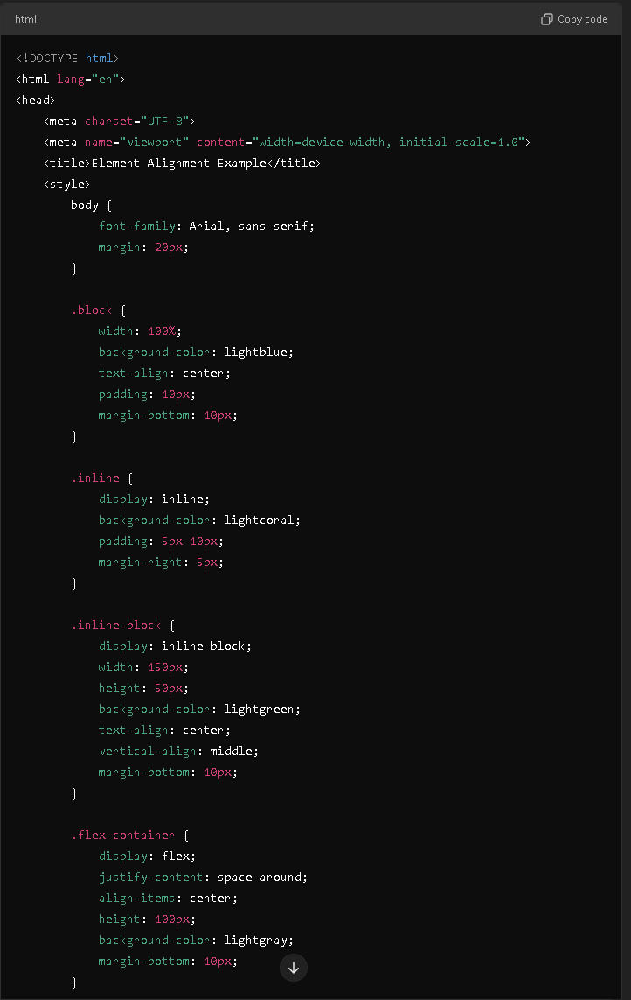 html
Copy code
<!DOCTYPE html>
<html lang="en">
<head>
    <meta charset="UTF-8">
    <meta name="viewport" content="width=device-width, initial-scale=1.0">
    <title>Element Alignment Example</title>
    <style>
        body {
            font-family: Arial, sans-serif;
            margin: 20px;
        }

        .block {
            width: 100%;
            background-color: lightblue;
            text-align: center;
            padding: 10px;
            margin-bottom: 10px;
        }

        .inline {
            display: inline;
            background-color: lightcoral;
            padding: 5px 10px;
            margin-right: 5px;
        }

        .inline-block {
            display: inline-block;
            width: 150px;
            height: 50px;
            background-color: lightgreen;
            text-align: center;
            vertical-align: middle;
            margin-bottom: 10px;
        }

        .flex-container {
            display: flex;
            justify-content: space-around;
            align-items: center;
            height: 100px;
            background-color: lightgray;
            margin-bottom: 10px;
        }